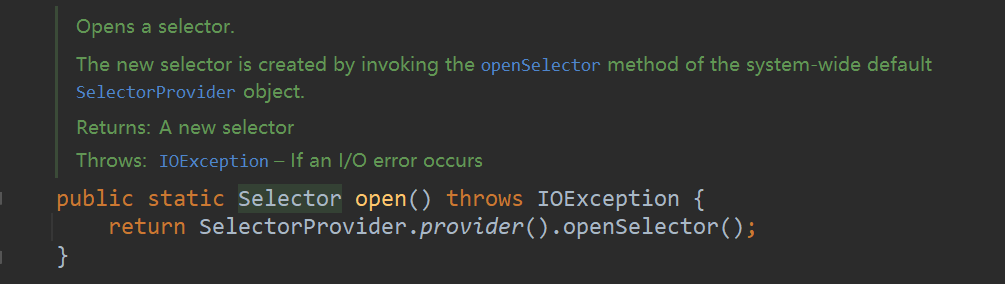 Opens a selector.
The new selector is created by invoking the openSelector method of the system-wide default
SelectorProvider object.
Returns: A new selector
Throws: IOException – If an I/O error occurs
public static Selector open() throws IOException {
    return SelectorProvider.provider().openSelector();
}